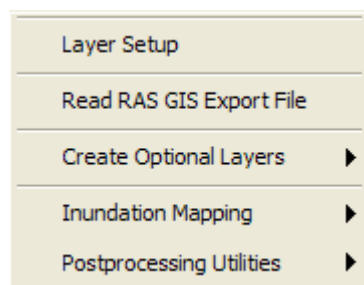 Layer Setup
Read RAS GIS Export File
Create Optional Layers
Inundation Mapping
Postprocessing Utilities